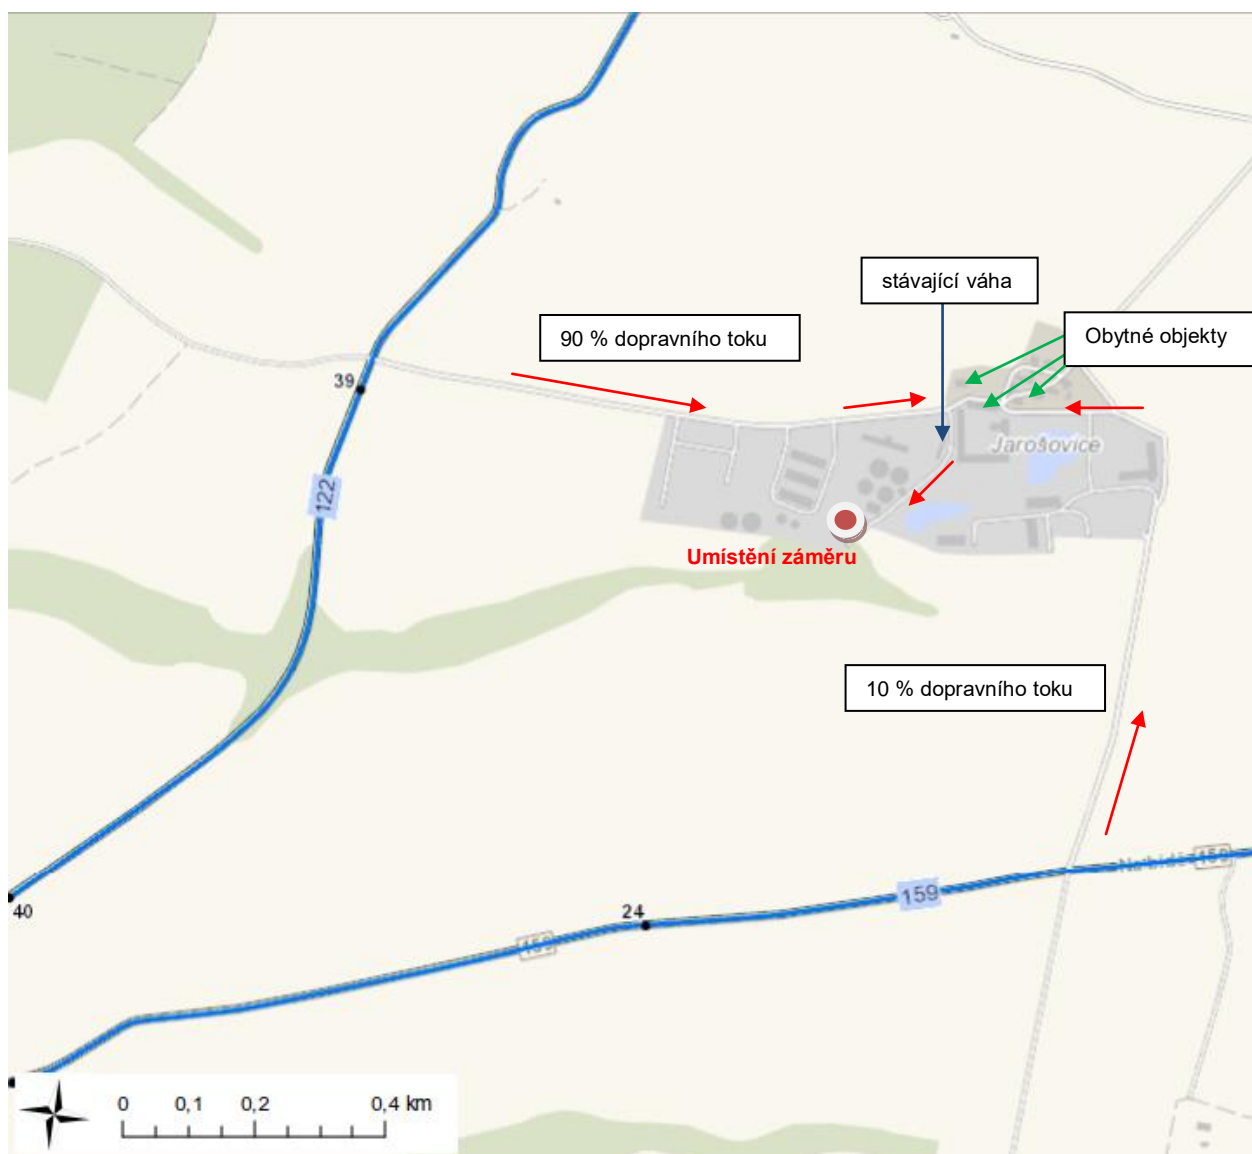 stávající váha
90 % dopravního toku
Obytné objekty
39
Jarošovice
122
Umístění záměru
10 % dopravního toku
159
40
24
159
159
0 0,1 0,2 0,4 km